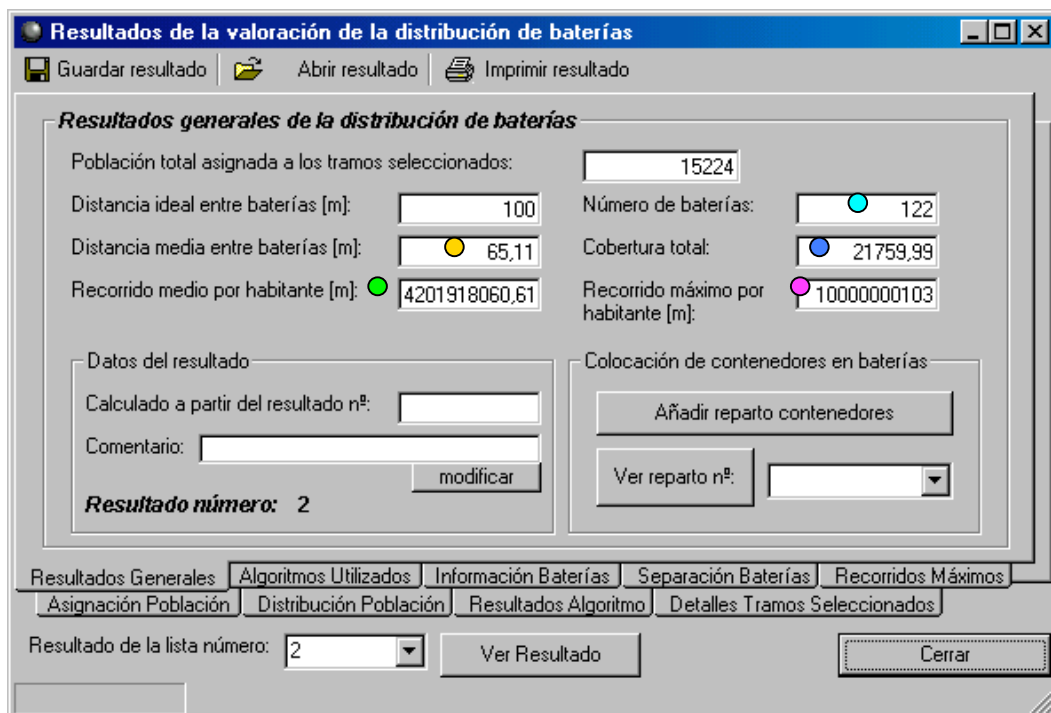 Resultados de la valoración de la distribución de baterías
Guardar resultado Abrir resultado Imprimir resultado
Resultados generales de la distribución de baterías
Población total asignada a los tramos seleccionados: 15224
Distancia ideal entre baterías [m]: 100 Número de baterías: 122
Distancia media entre baterías [m]: 65,11 Cobertura total: 21759,99
Recorrido medio por habitante [m]: 4201918060,61 Recorrido máximo por 10000000103
habitante [m]:
Datos del resultado Colocación de contenedores en baterías
Calculado a partir del resultado nº: Añadir reparto contenedores
Comentario:
modificar Ver reparto nº:
Resultado número: 2
Resultados Generales Algoritmos Utilizados Información Baterías Separación Baterías Recorridos Máximos
Asignación Población Distribución Población Resultados Algoritmo Detalles Tramos Seleccionados
Resultado de la lista número: 2 Ver Resultado Cerrar